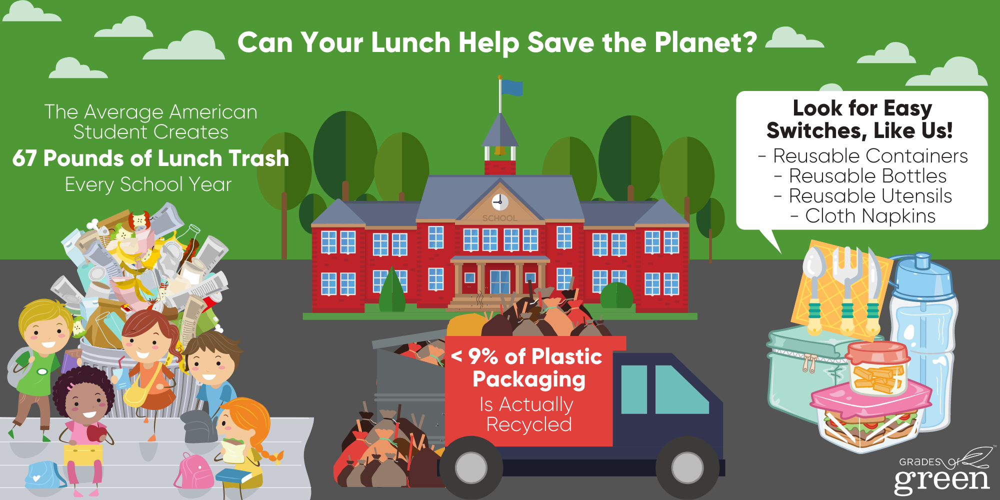 Can Your Lunch Help Save the Planet?
The Average American
Student Creates
67 Pounds of Lunch Trash
Every School Year
SCHOOL
Look for Easy
Switches, Like Us!
- Reusable Containers
- Reusable Bottles
- Reusable Utensils
- Cloth Napkins
< 9% of Plastic
Packaging
Is Actually
Recycled
GRADES of
green
TM